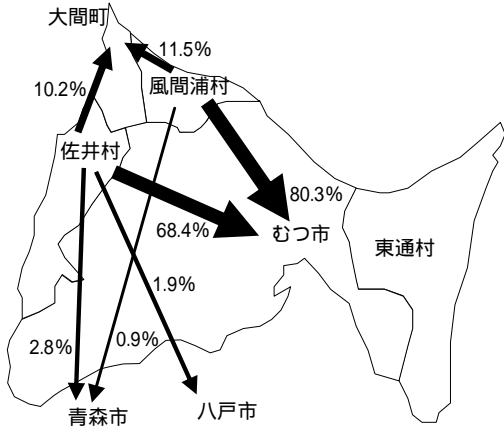 大間町
11.5%
風間浦村
10.2%
佐井村
80.3%
むつ市
68.4%
東通村
1.9%
0.9%
2.8%
青森市
八戸市